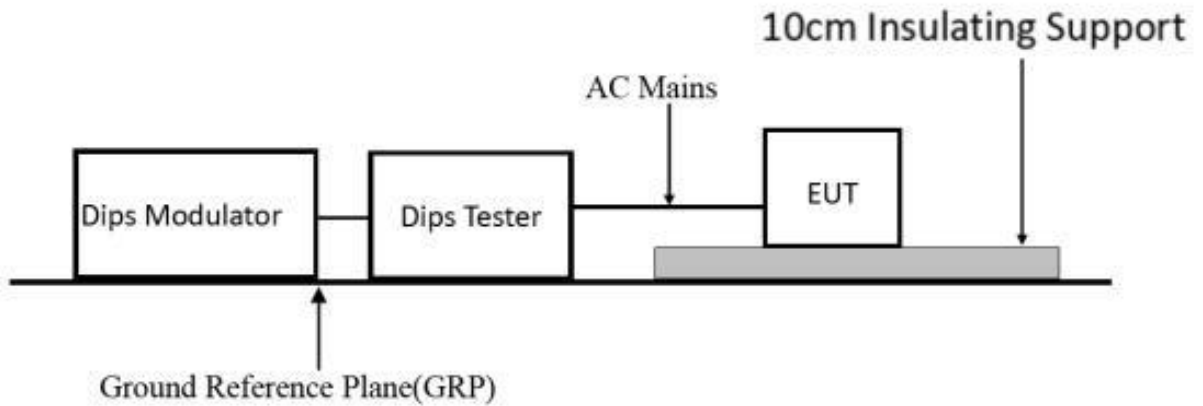 10cm Insulating Support
AC Mains
Dips Modulator
Dips Tester
EUT
Ground Reference Plane(GRP)